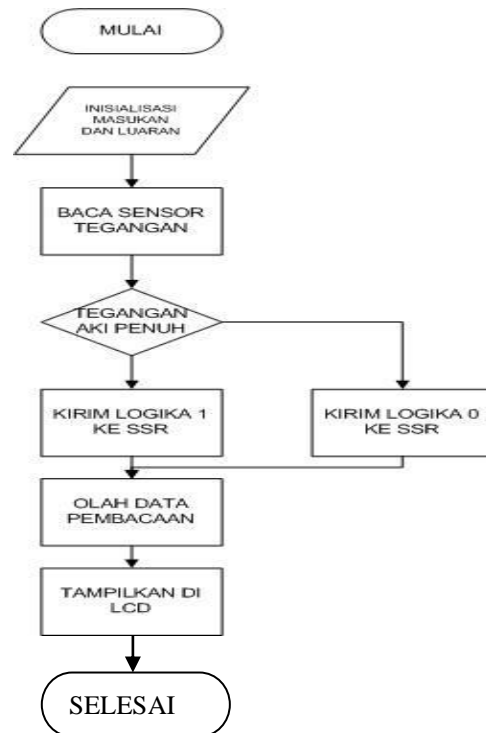 MULAI
INISIALISASI
MASUKAN
DAN LUARAN
BACA SENSOR
TEGANGAN
TEGANGAN
AKI PENUH
KIRIM LOGIKA 1
KE SSR
KIRIM LOGIKA 0
KE SSR
OLAH DATA
PEMBACAAN
TAMPILKAN DI
LCD
SELESAI